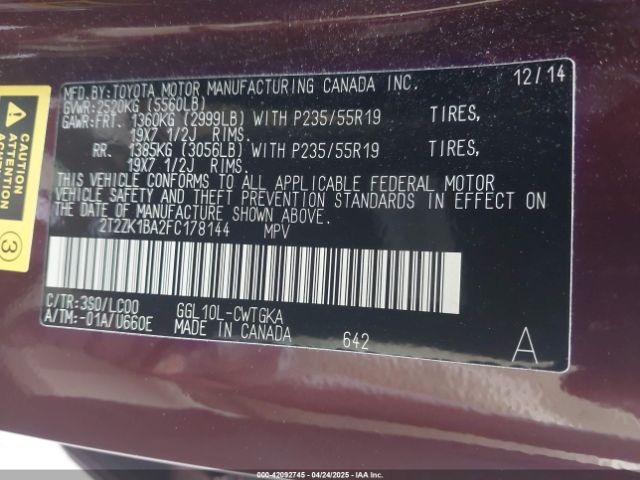 MFD.BY:TOYOTA MOTOR MANUFACTURING CANADA INC. 12/14
GVWR:2520KG (5560LB)
GAWR:FRT. 1360KG (2999LB) WITH P235/55R19 TIRES,
19X7 1/2J RIMS.
RR. 1385KG (3056LB) WITH P235/55R19 TIRES,
19X7 1/2J RIMS.
THIS VEHICLE CONFORMS TO ALL APPLICABLE FEDERAL MOTOR
VEHICLE SAFETY AND THEFT PREVENTION STANDARDS IN EFFECT ON
THE DATE OF MANUFACTURE SHOWN ABOVE.
2T2ZK1BA2FC178144 MPV
C/TR:3S0/LC00 GGL10L-CWTGKA
A/TM:-01A/U660E MADE IN CANADA 642 A
CAUTION
ATTENTION
3
000-42092745 - 04/24/2025 - IAAI.COM